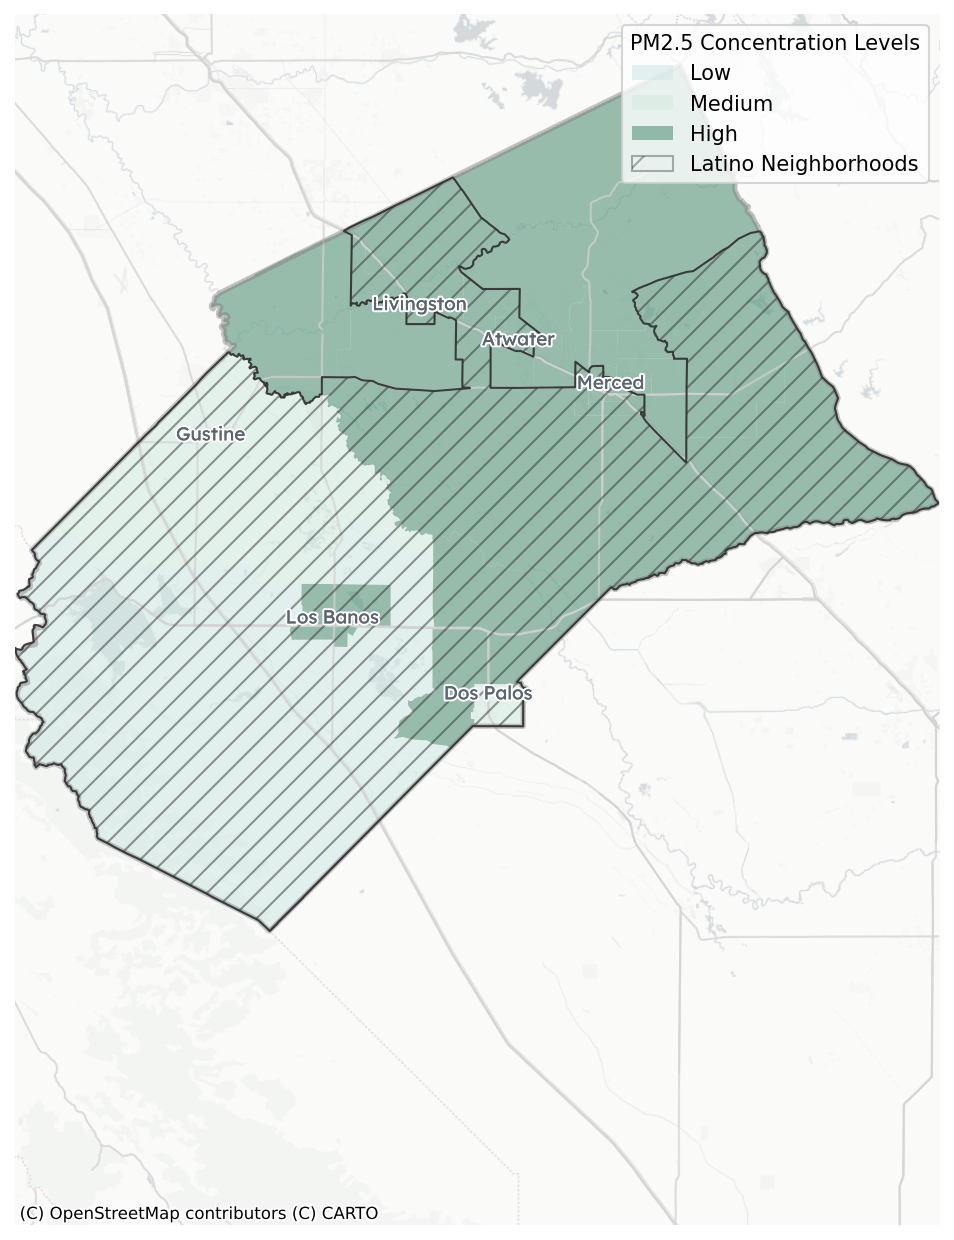 PM2.5 Concentration Levels
Low
Medium
High
Latino Neighborhoods
Livingston
Atwater
Merced
Gustine
Los Banos
Dos Palos
(C) OpenStreetMap contributors (C) CARTO